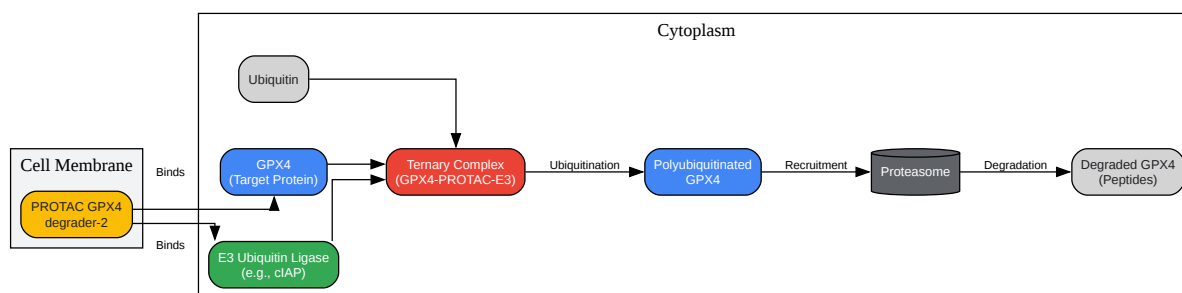 Cytoplasm
Ubiquitin
Cell Membrane
PROTAC GPX4
degrader-2
Binds
Binds
GPX4
(Target Protein)
E3 Ubiquitin Ligase
(e.g., cIAP)
Ternary Complex
(GPX4-PROTAC-E3)
Ubiquitination
Polyubiquitinated
GPX4
Recruitment
Proteasome
Degradation
Degraded GPX4
(Peptides)